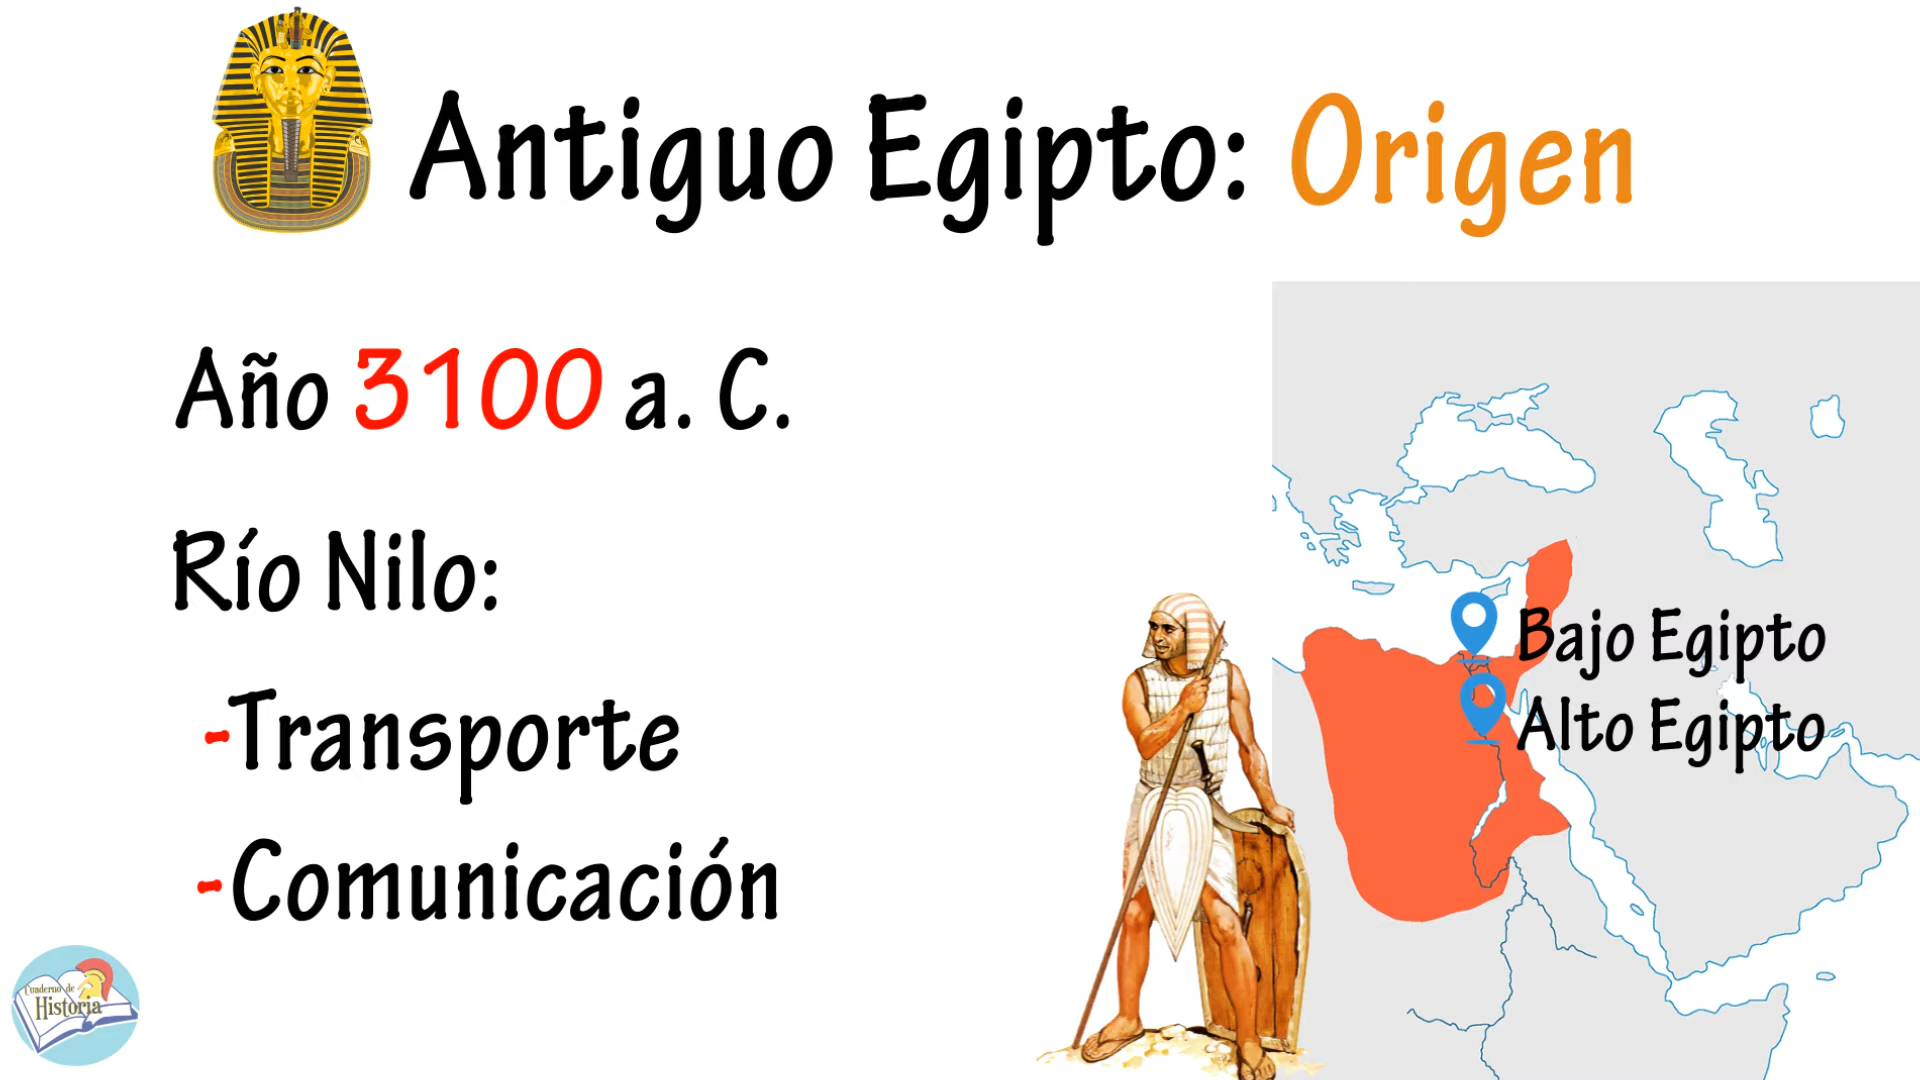 Antiguo Egipto: Origen
Año 3100 a. C.
Río Nilo:
-Transporte
-Comunicación
Bajo Egipto
Alto Egipto
Cuaderno de
Historia